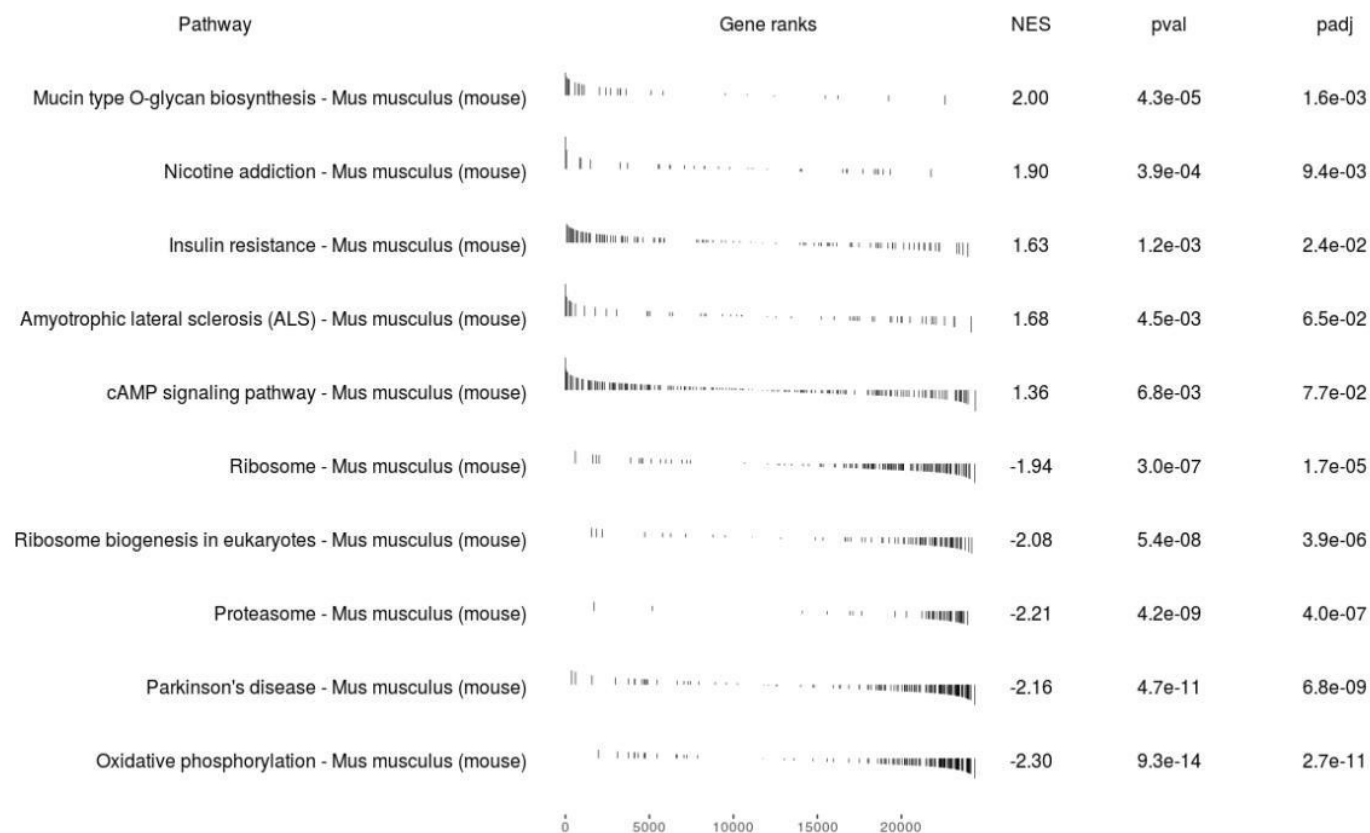 Pathway Gene ranks NES pval padj
Mucin type O-glycan biosynthesis - Mus musculus (mouse) 2.00 4.3e-05 1.6e-03
Nicotine addiction - Mus musculus (mouse) 1.90 3.9e-04 9.4e-03
Insulin resistance - Mus musculus (mouse) 1.63 1.2e-03 2.4e-02
Amyotrophic lateral sclerosis (ALS) - Mus musculus (mouse) 1.68 4.5e-03 6.5e-02
cAMP signaling pathway - Mus musculus (mouse) 1.36 6.8e-03 7.7e-02
Ribosome - Mus musculus (mouse) -1.94 3.0e-07 1.7e-05
Ribosome biogenesis in eukaryotes - Mus musculus (mouse) -2.08 5.4e-08 3.9e-06
Proteasome - Mus musculus (mouse) -2.21 4.2e-09 4.0e-07
Parkinson's disease - Mus musculus (mouse) -2.16 4.7e-11 6.8e-09
Oxidative phosphorylation - Mus musculus (mouse) -2.30 9.3e-14 2.7e-11
0 5000 10000 15000 20000